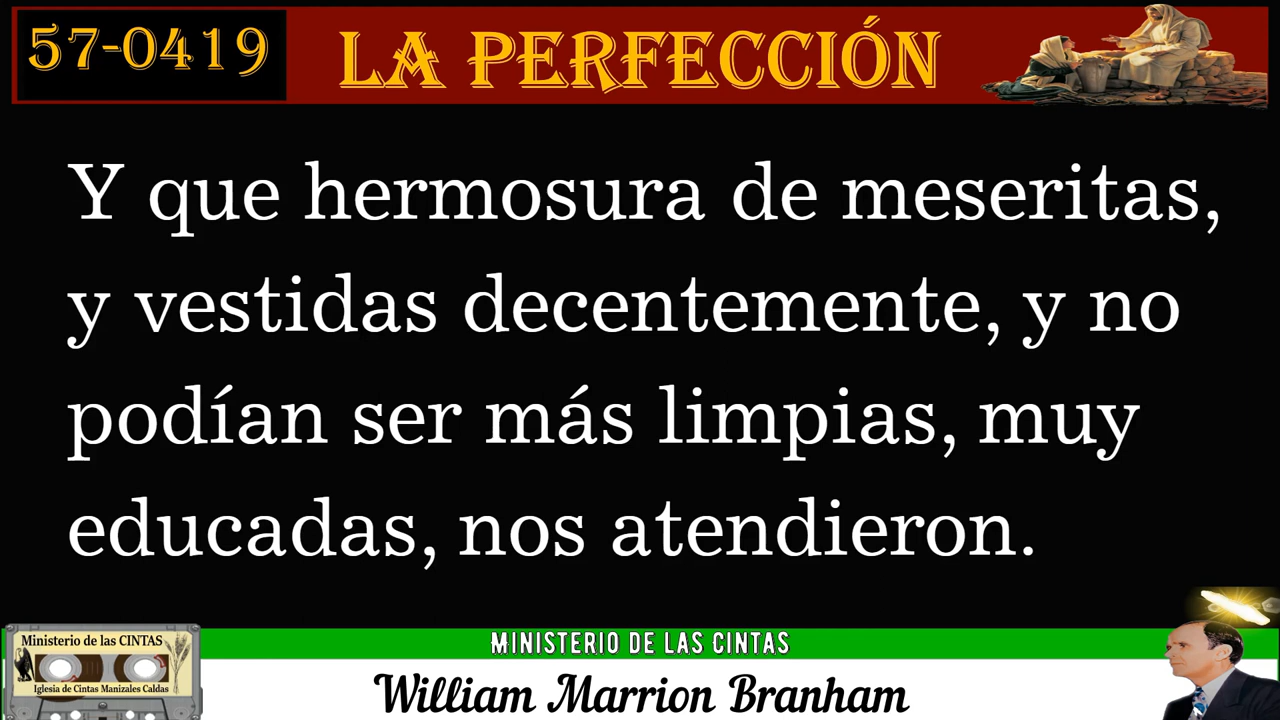 57-0419
LA PERFECCIÓN
Y que hermosura de meseritas,
y vestidas decentemente, y no
podían ser más limpias, muy
educadas, nos atendieron.
Ministerio de las CINTAS
Iglesia de Cintas Manizales Caldas
MINISTERIO DE LAS CINTAS
William Marrion Branham